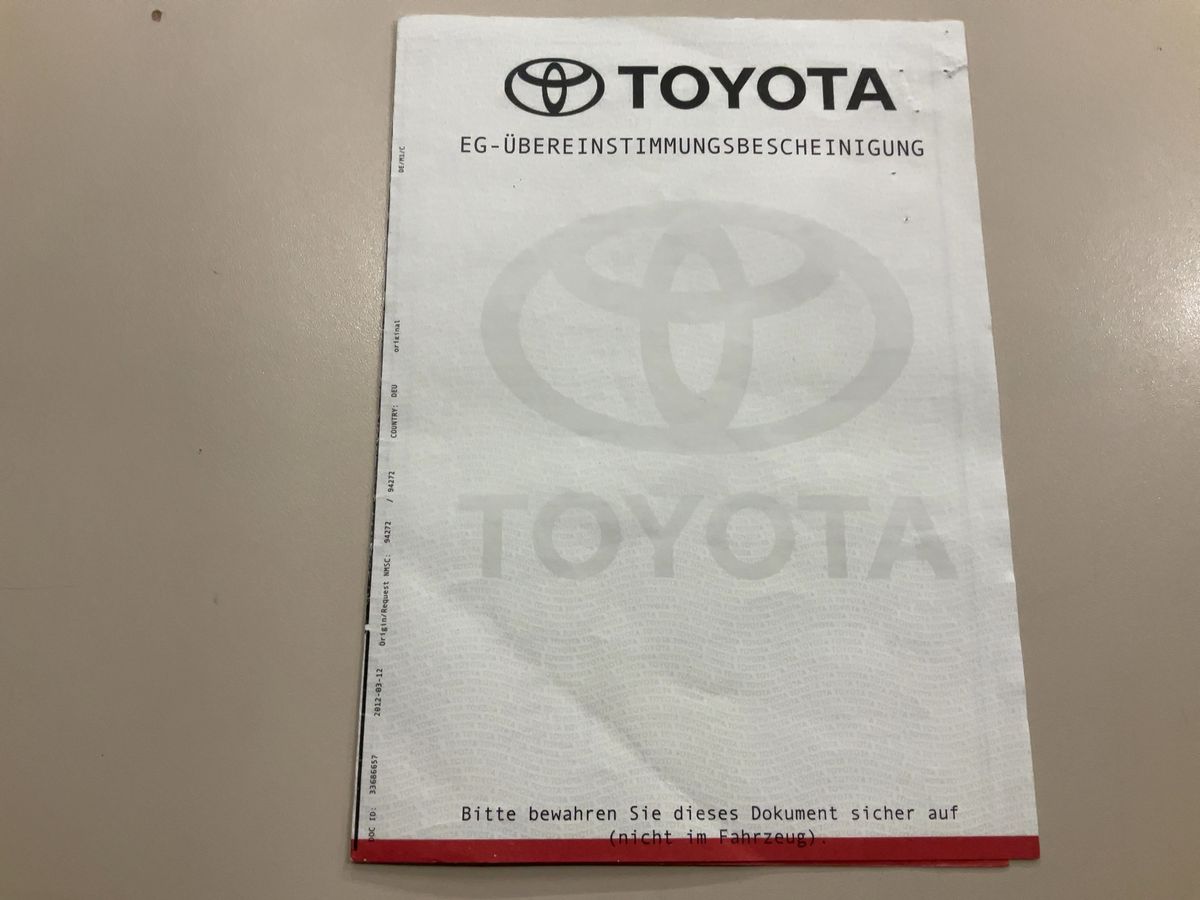 TOYOTA
EG-ÜBEREINSTIMMUNGSBESCHEINIGUNG
TOYOTA
Bitte bewahren Sie dieses Dokument sicher auf
(nicht im Fahrzeug).
DOC ID: 33686657 2012-03-12 Origin/Request NMSC: 94272 / 94272 COUNTRY: DEU original DE/M1/C